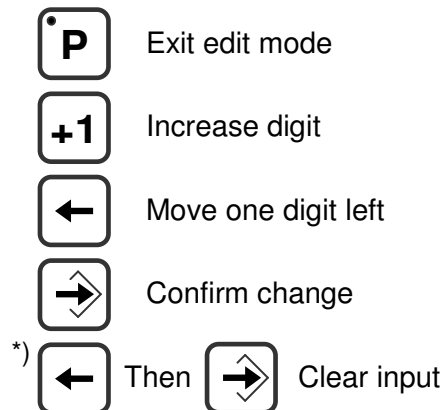 P Exit edit mode
+1 Increase digit
Move one digit left
Confirm change
*) Then Clear input